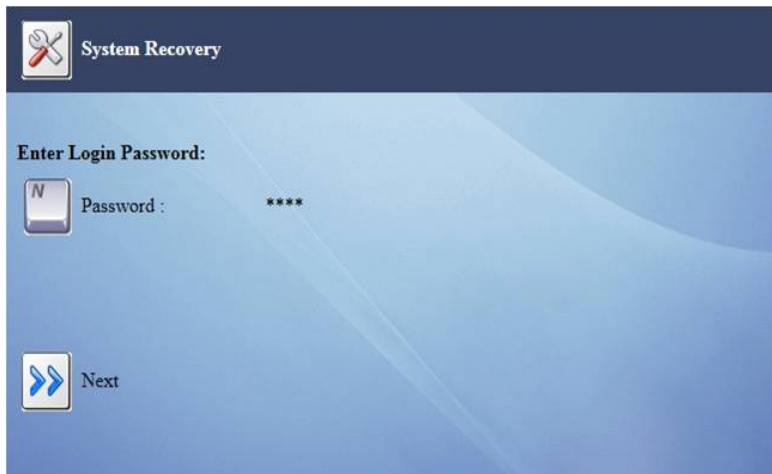 System Recovery
Enter Login Password:
N
Password : ****
Next